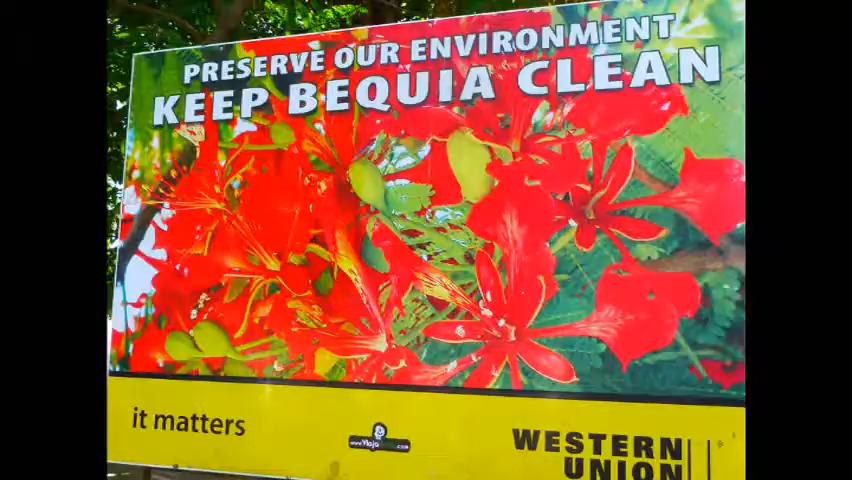 PRESERVE OUR ENVIRONMENT
KEEP BEQUIA CLEAN
it matters
WESTERN
UNION